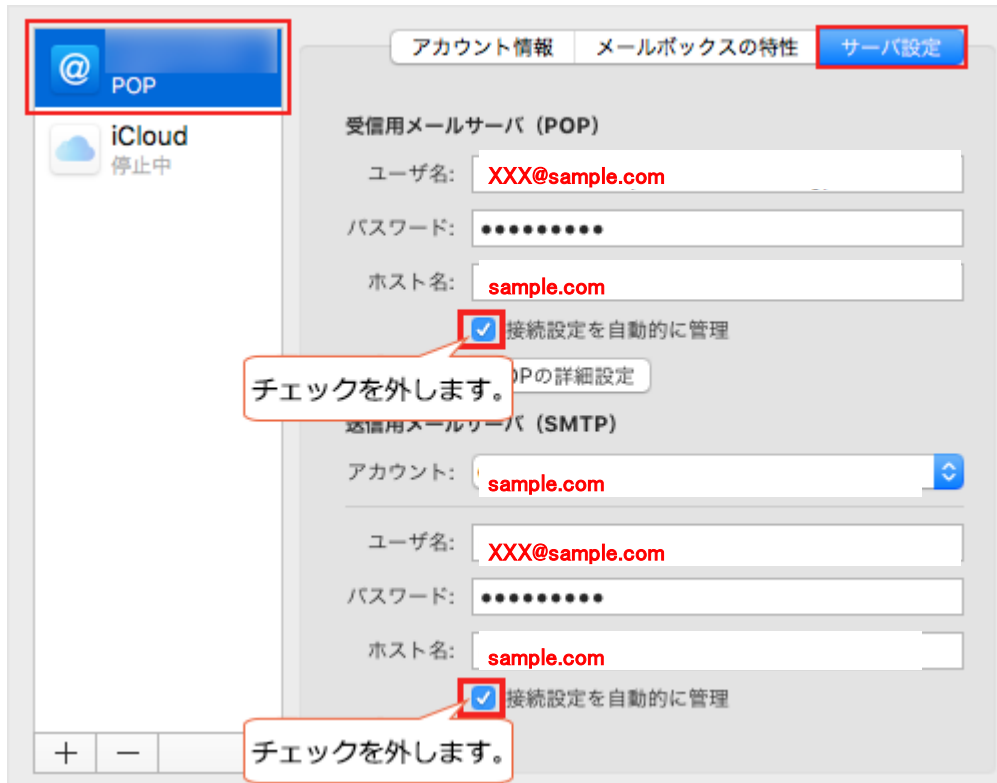 @
POP
iCloud
停止中
アカウント情報 メールボックスの特性 サーバ設定
受信用メールサーバ（POP）
ユーザ名: XXX@sample.com
パスワード: ●●●●●●●●●
ホスト名: sample.com
接続設定を自動的に管理
チェックを外します。
OPの詳細設定
送信用メールサーバ（SMTP）
アカウント: sample.com
ユーザ名: XXX@sample.com
パスワード: ●●●●●●●●●
ホスト名: sample.com
接続設定を自動的に管理
チェックを外します。